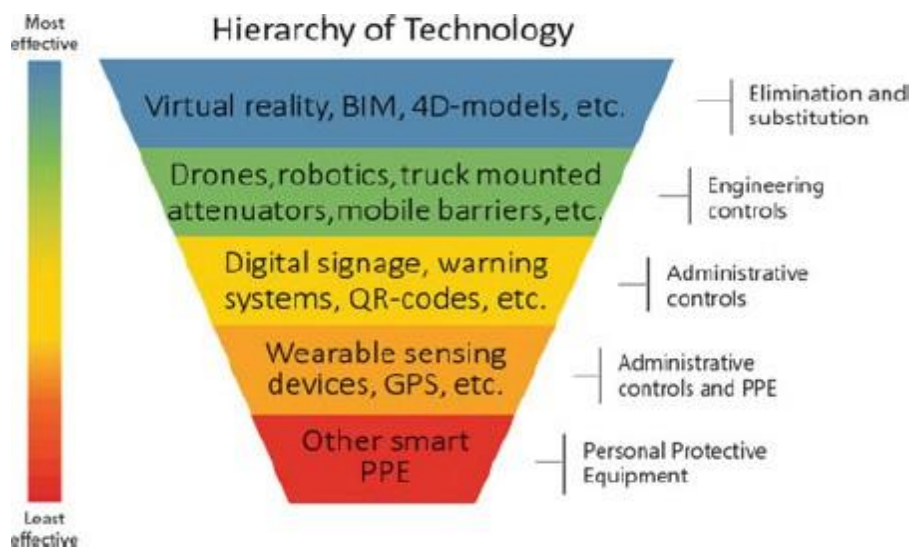 Most
effective
Hierarchy of Technology
Virtual reality, BIM, 4D-models, etc.
Elimination and
substitution
Drones, robotics, truck mounted
attenuators, mobile barriers, etc.
Engineering
controls
Digital signage, warning
systems, QR-codes, etc.
Administrative
controls
Wearable sensing
devices, GPS, etc.
Administrative
controls and PPE
Other smart
PPE
Personal Protective
Equipment
Least
effective